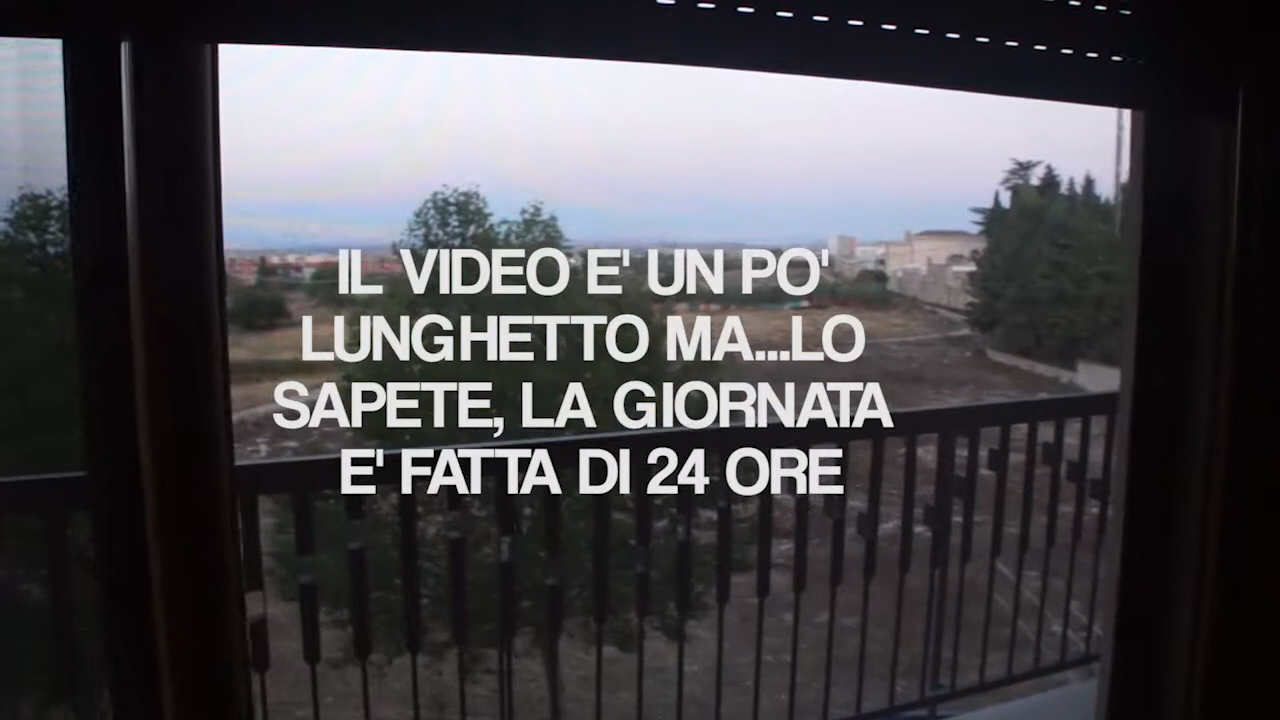 IL VIDEO E' UN PO'
LUNGHETTO MA...LO
SAPETE, LA GIORNATA
E' FATTA DI 24 ORE